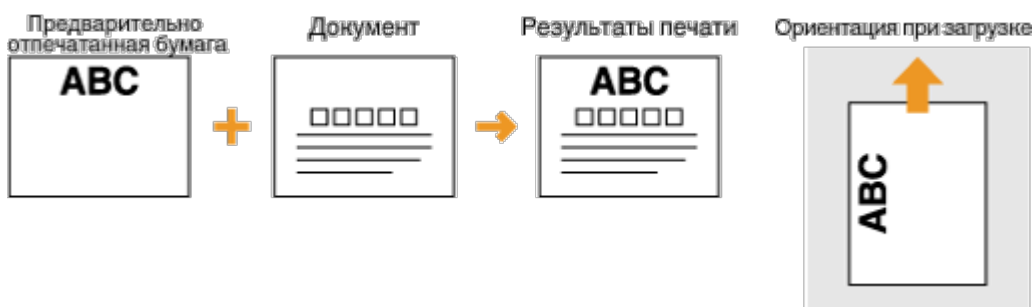 Предварительно
отпечатанная бумага
Документ
Результаты печати
Ориентация при загрузке
ABC
ABC
ABC